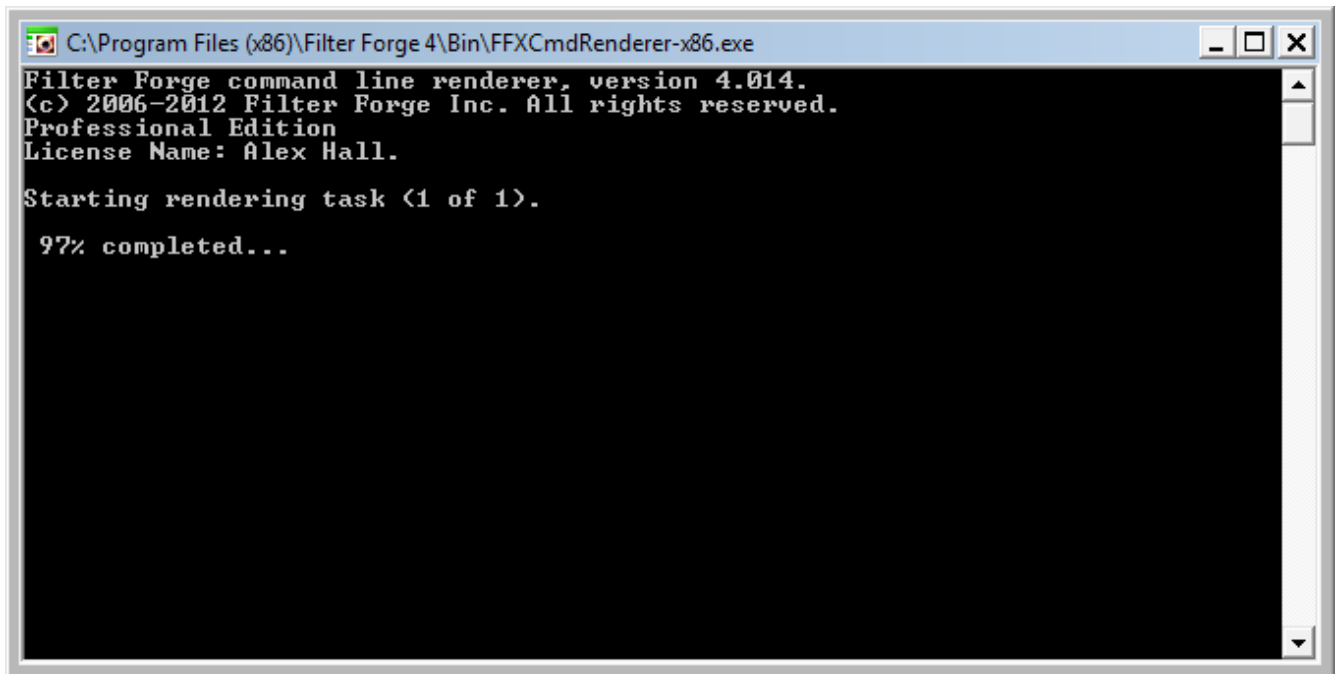 C:\Program Files (x86)\Filter Forge 4\Bin\FFXCmdRenderer-x86.exe
Filter Forge command line renderer, version 4.014.
(c) 2006-2012 Filter Forge Inc. All rights reserved.
Professional Edition
License Name: Alex Hall.
Starting rendering task (1 of 1).
97% completed...